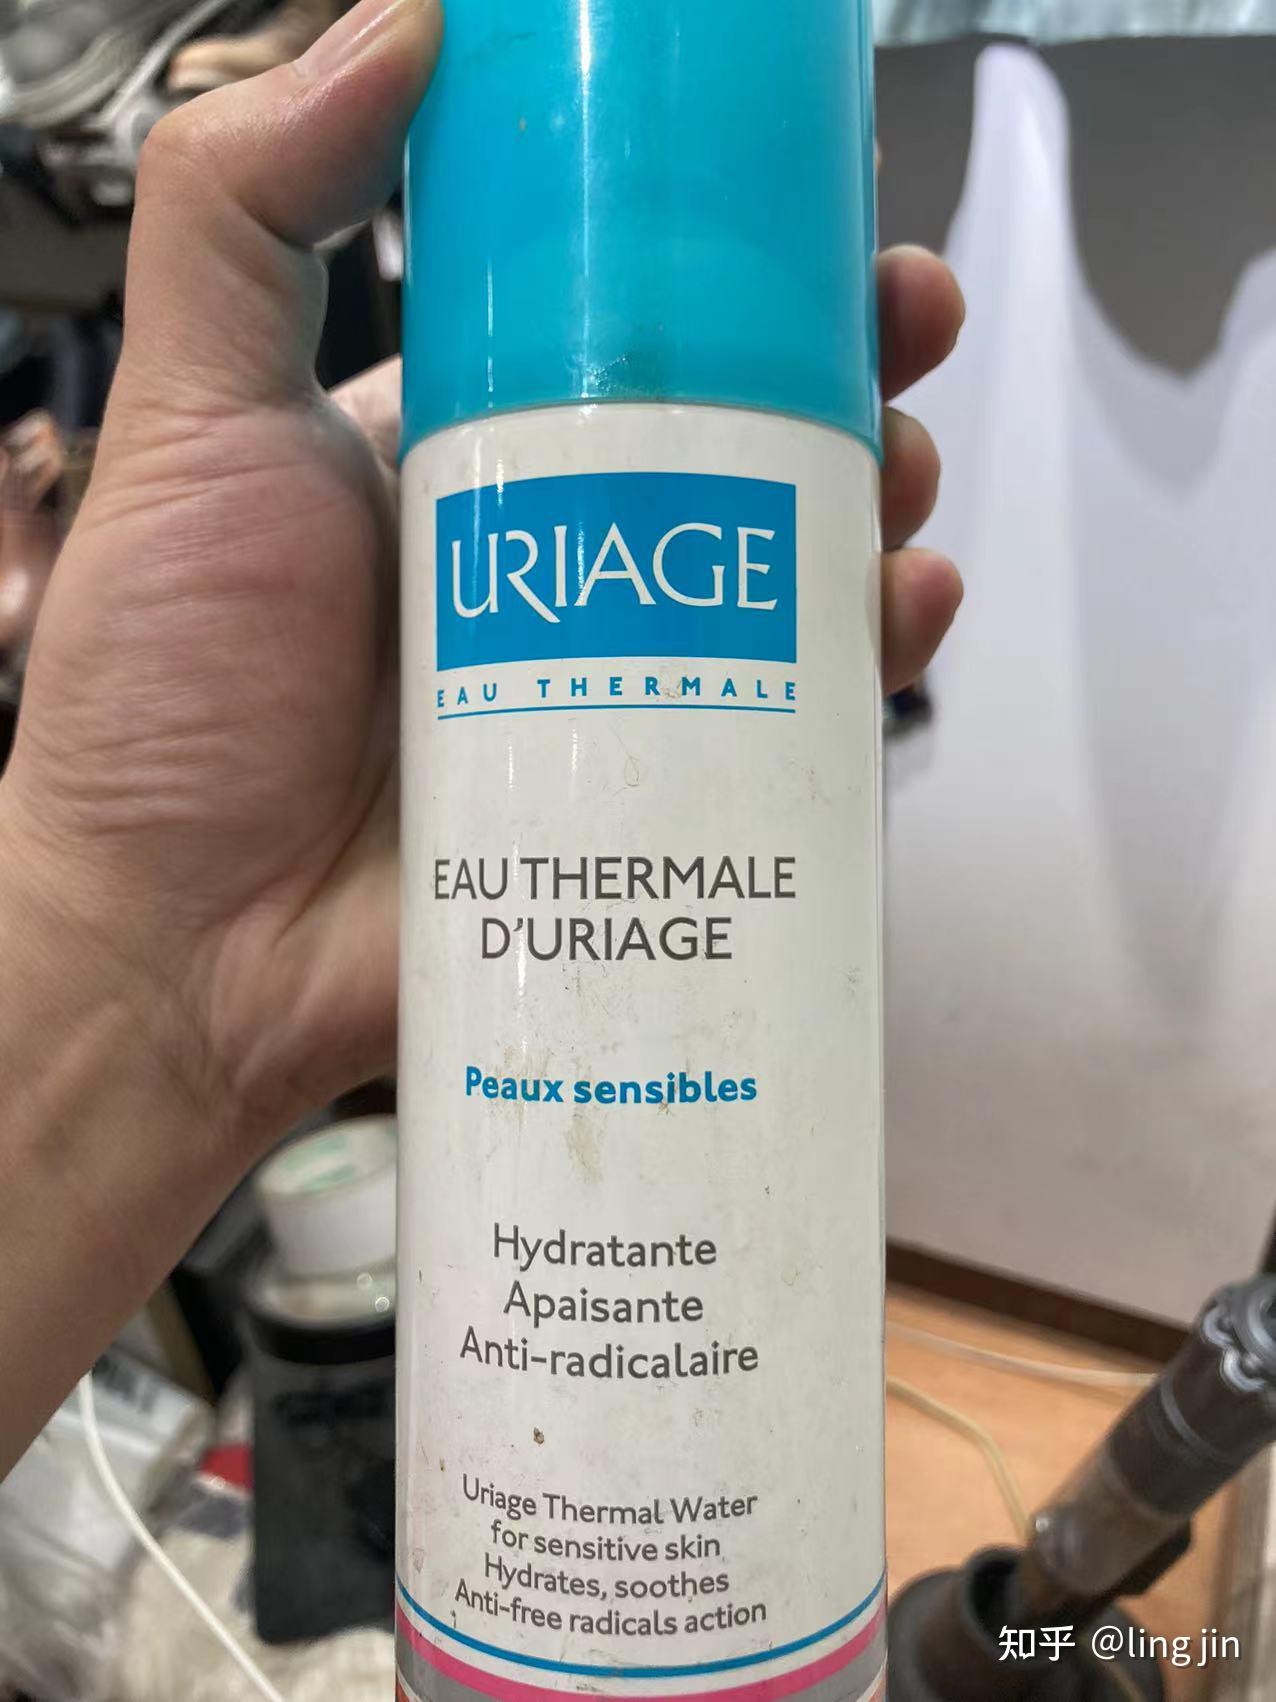 URIAGE
EAU THERMALE
EAU THERMALE
D'URIAGE
Peaux sensibles
Hydratante
Apaisante
Anti-radicalaire
Uriage Thermal Water
for sensitive skin
Hydrates, soothes
Anti-free radicals action
知乎 @ling jin